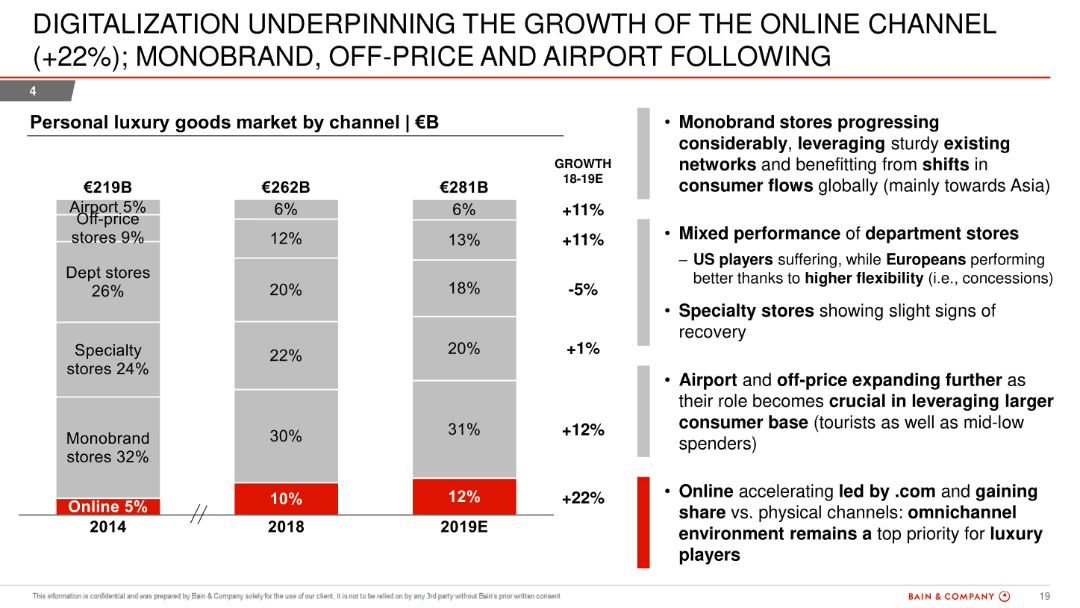 DIGITALIZATION UNDERPINNING THE GROWTH OF THE ONLINE CHANNEL
(+22%); MONOBRAND, OFF-PRICE AND AIRPORT FOLLOWING
4
Personal luxury goods market by channel | €B
GROWTH
18-19E
€219B
€262B
€281B
Airport 5%
6%
6%
+11%
Off-price
stores 9%
12%
13%
+11%
Dept stores
26%
20%
18%
-5%
Specialty
stores 24%
22%
20%
+1%
Monobrand
stores 32%
30%
31%
+12%
Online 5%
10%
12%
+22%
2014
2018
2019E
• Monobrand stores progressing
considerably, leveraging sturdy existing
networks and benefitting from shifts in
consumer flows globally (mainly towards Asia)
• Mixed performance of department stores
– US players suffering, while Europeans performing
better thanks to higher flexibility (i.e., concessions)
• Specialty stores showing slight signs of
recovery
• Airport and off-price expanding further as
their role becomes crucial in leveraging larger
consumer base (tourists as well as mid-low
spenders)
• Online accelerating led by .com and gaining
share vs. physical channels: omnichannel
environment remains a top priority for luxury
players
This information is confidential and was prepared by Bain & Company solely for the use of our client; it is not to be relied on by any 3rd party without Bain's prior written consent
BAIN & COMPANY
19